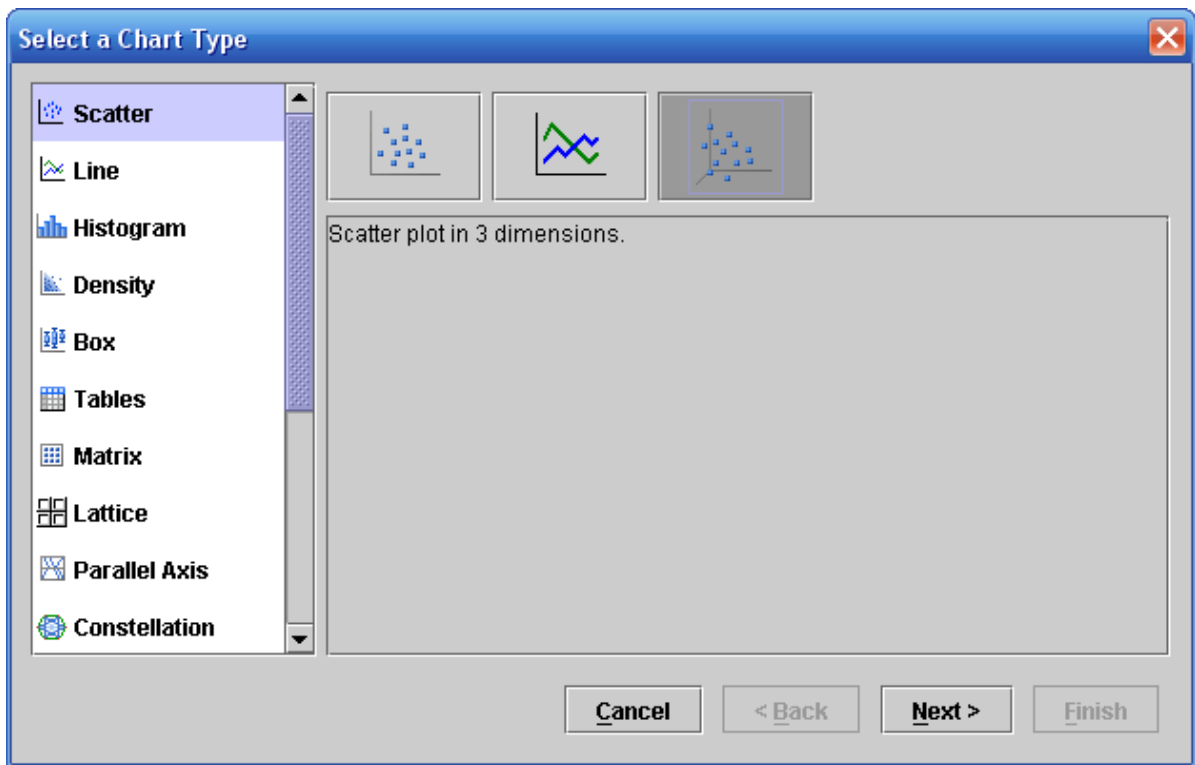 Select a Chart Type
Scatter
Line
Histogram
Density
Box
Tables
Matrix
Lattice
Parallel Axis
Constellation
Scatter plot in 3 dimensions.
Cancel
< Back
Next >
Finish